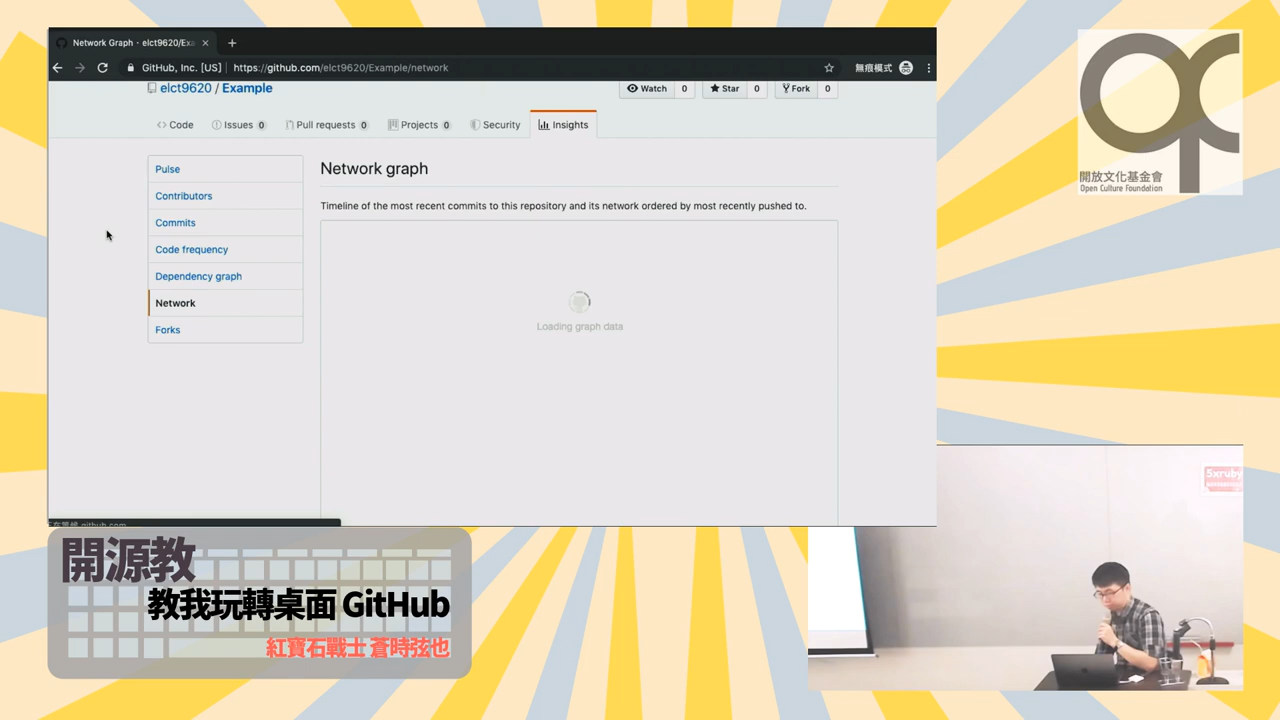 Network Graph · elct9620/Exa
GitHub, Inc. [US]
https://github.com/elct9620/Example/network
無痕模式
elct9620 / Example
Watch 0
Star 0
Fork 0
Code
Issues 0
Pull requests 0
Projects 0
Security
Insights
Pulse
Contributors
Commits
Code frequency
Dependency graph
Network
Forks
Network graph
Timeline of the most recent commits to this repository and its network ordered by most recently pushed to.
Loading graph data
開放文化基金會
Open Culture Foundation
5xruby
開源教
教我玩轉桌面 GitHub
紅寶石戰士 蒼時弦也